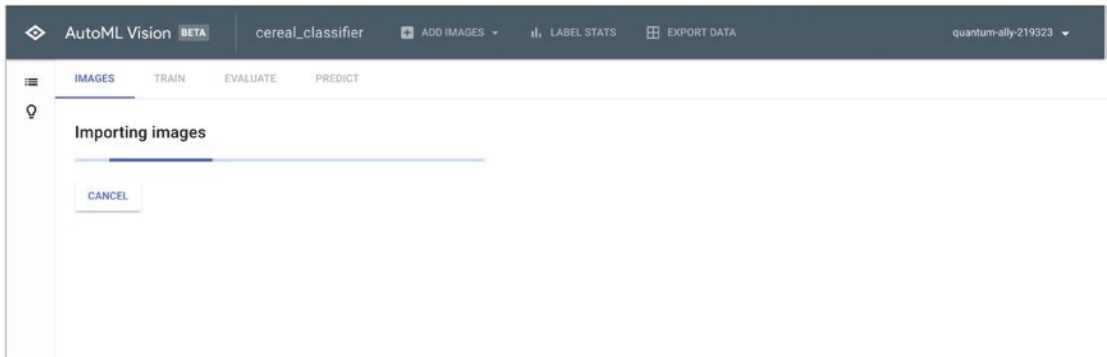 AutoML Vision BETA cereal_classifier ADD IMAGES LABEL STATS EXPORT DATA quantum-ally-219323
IMAGES TRAIN EVALUATE PREDICT
Importing images
CANCEL